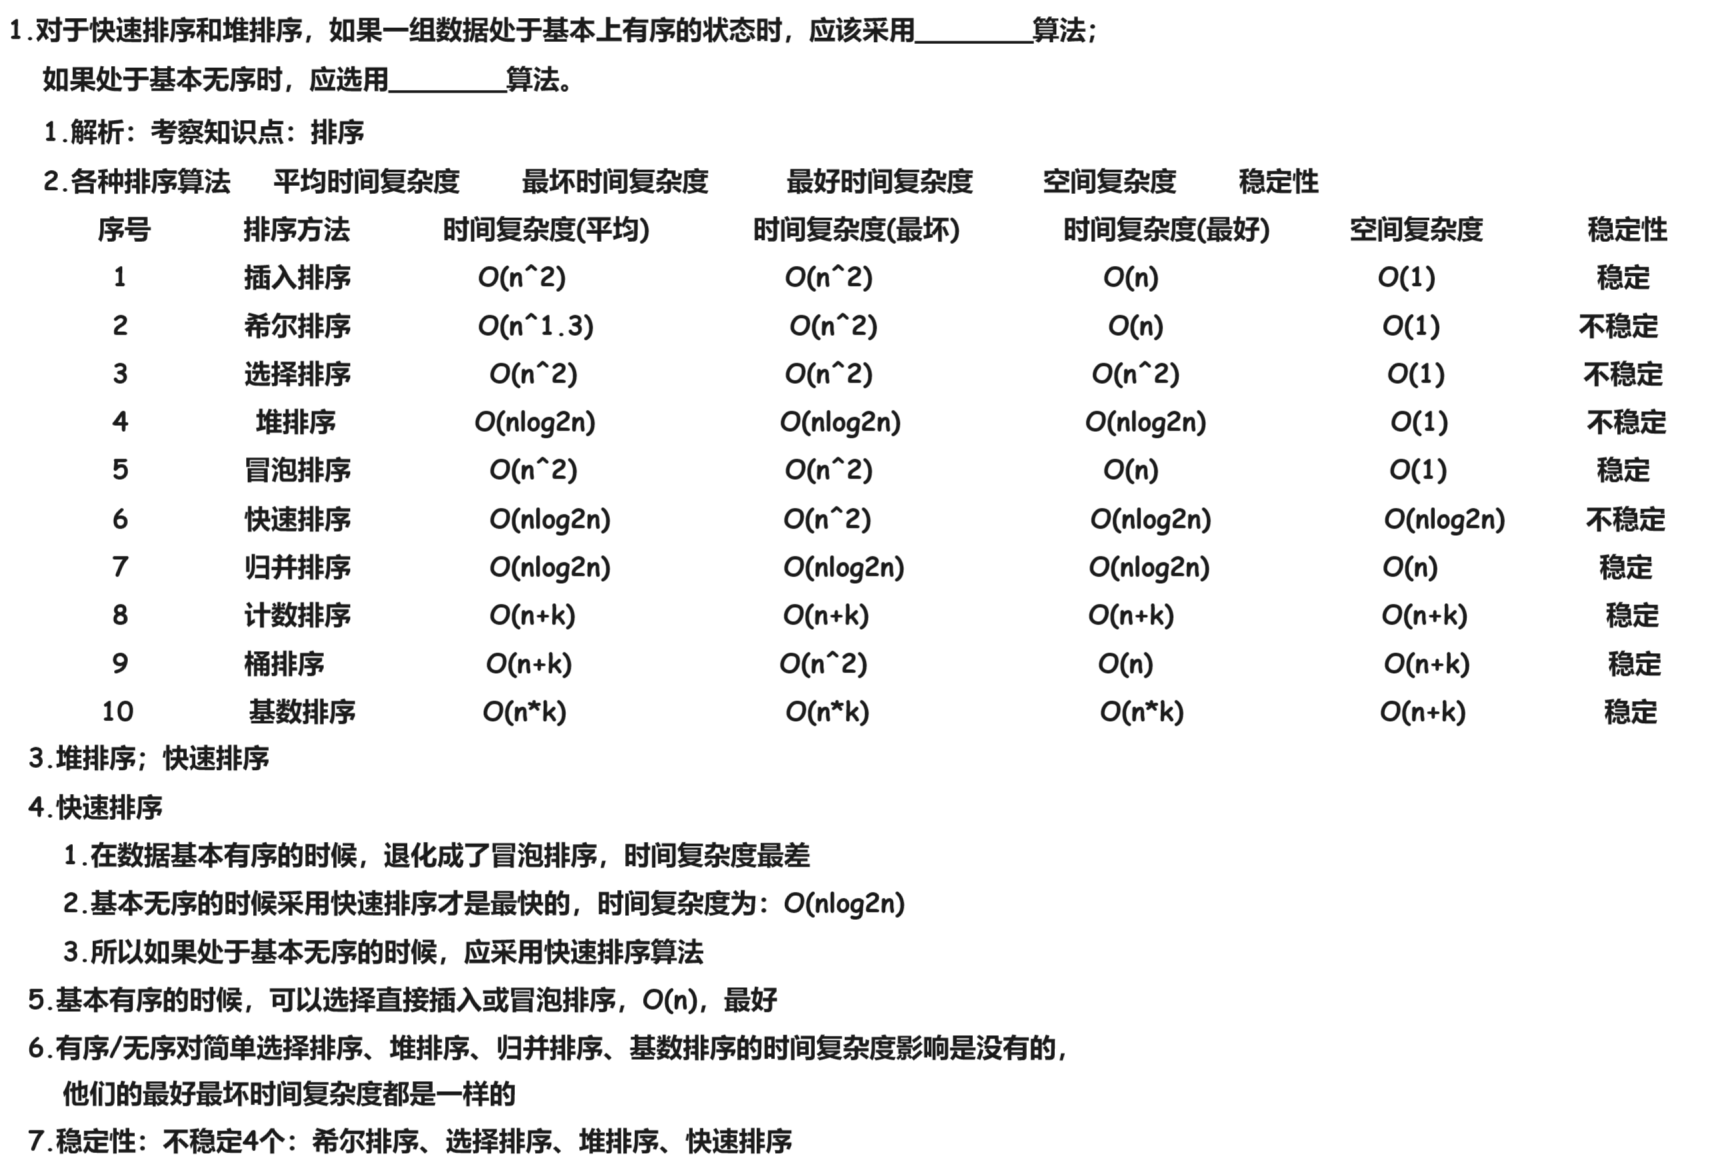 1.对于快速排序和堆排序，如果一组数据处于基本上有序的状态时，应该采用________算法；
如果处于基本无序时，应选用________算法。
1.解析：考察知识点：排序
2.各种排序算法 平均时间复杂度 最坏时间复杂度 最好时间复杂度 空间复杂度 稳定性
序号 排序方法 时间复杂度(平均) 时间复杂度(最坏) 时间复杂度(最好) 空间复杂度 稳定性
1 插入排序 O(n^2) O(n^2) O(n) O(1) 稳定
2 希尔排序 O(n^1.3) O(n^2) O(n) O(1) 不稳定
3 选择排序 O(n^2) O(n^2) O(n^2) O(1) 不稳定
4 堆排序 O(nlog2n) O(nlog2n) O(nlog2n) O(1) 不稳定
5 冒泡排序 O(n^2) O(n^2) O(n) O(1) 稳定
6 快速排序 O(nlog2n) O(n^2) O(nlog2n) O(nlog2n) 不稳定
7 归并排序 O(nlog2n) O(nlog2n) O(nlog2n) O(n) 稳定
8 计数排序 O(n+k) O(n+k) O(n+k) O(n+k) 稳定
9 桶排序 O(n+k) O(n^2) O(n) O(n+k) 稳定
10 基数排序 O(n*k) O(n*k) O(n*k) O(n+k) 稳定
3.堆排序；快速排序
4.快速排序
1.在数据基本有序的时候，退化成了冒泡排序，时间复杂度最差
2.基本无序的时候采用快速排序才是最快的，时间复杂度为：O(nlog2n)
3.所以如果处于基本无序的时候，应采用快速排序算法
5.基本有序的时候，可以选择直接插入或冒泡排序，O(n)，最好
6.有序/无序对简单选择排序、堆排序、归并排序、基数排序的时间复杂度影响是没有的，
他们的最好最坏时间复杂度都是一样的
7.稳定性：不稳定4个：希尔排序、选择排序、堆排序、快速排序